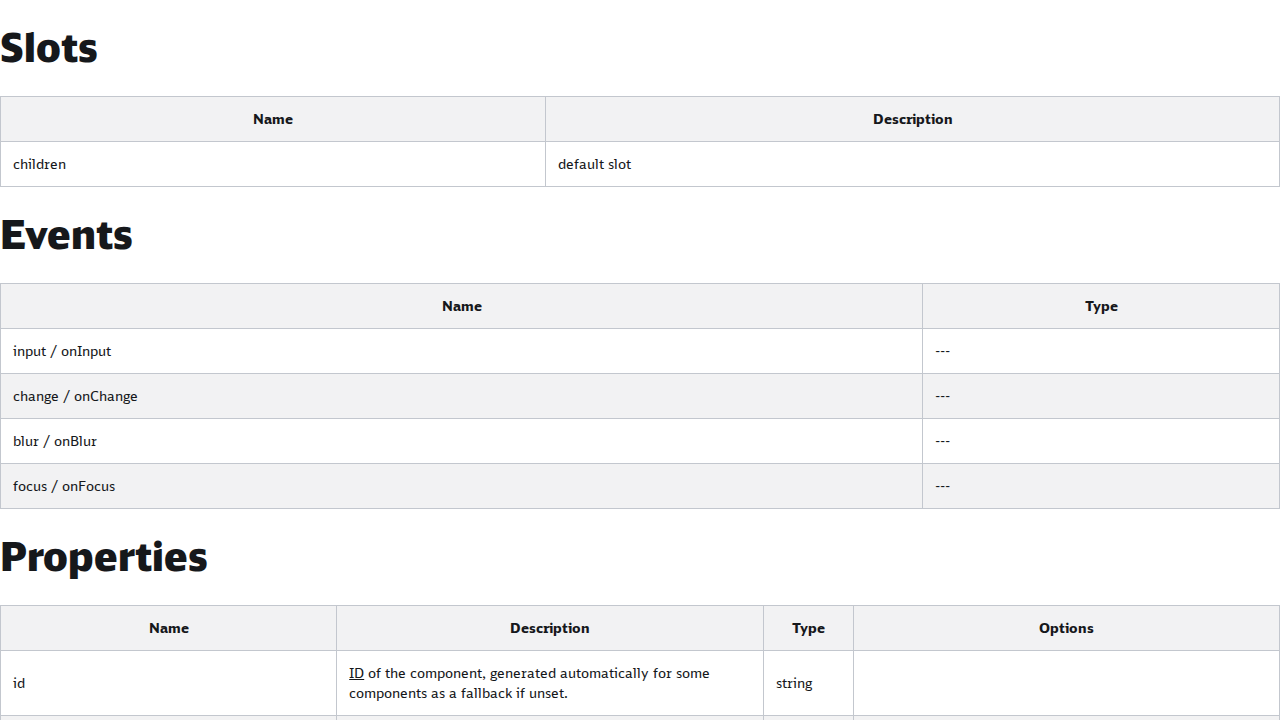 Slots
Name Description
children default slot
Events
Name Type
input / onInput ---
change / onChange ---
blur / onBlur ---
focus / onFocus ---
Properties
Name Description Type Options
id ID of the component, generated automatically for some components as a fallback if unset. string